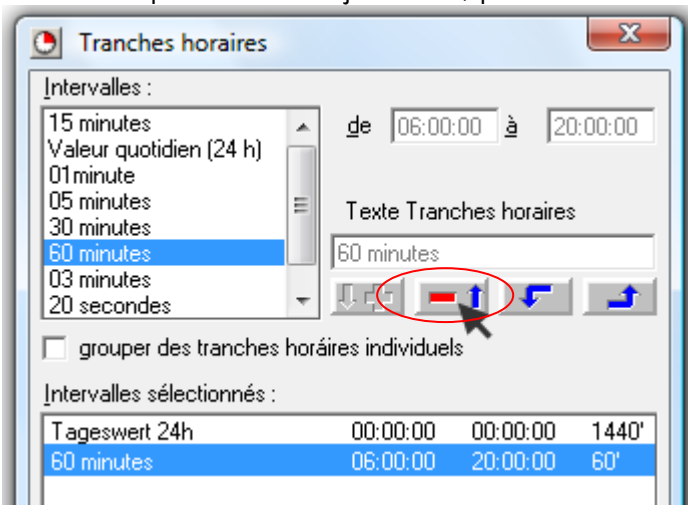 Tranches horaires
Intervalles :
15 minutes
Valeur quotidien (24 h)
01minute
05 minutes
30 minutes
60 minutes
03 minutes
20 secondes
de 06:00:00 à 20:00:00
Texte Tranches horaires
60 minutes
grouper des tranches horáires individuels
Intervalles sélectionnés :
Tageswert 24h 00:00:00 00:00:00 1440'
60 minutes 06:00:00 20:00:00 60'